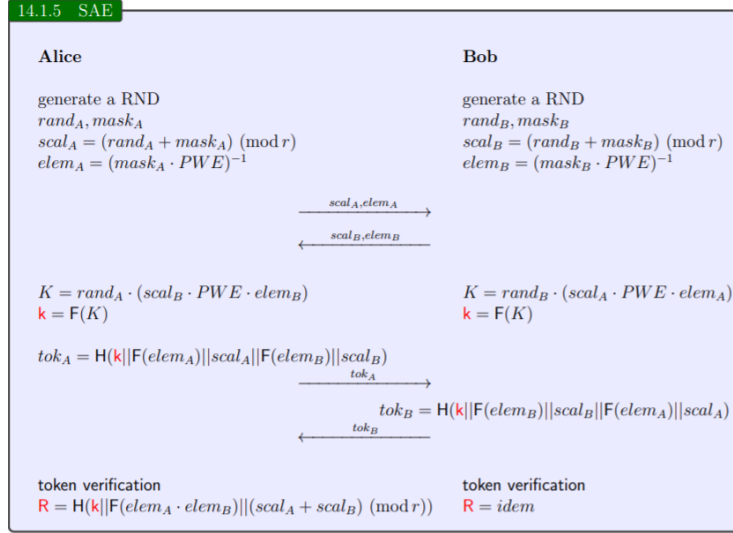 14.1.5 SAE
Alice Bob
generate a RND generate a RND
rand_A, mask_A rand_B, mask_B
scal_A = (rand_A + mask_A) (mod r) scal_B = (rand_B + mask_B) (mod r)
elem_A = (mask_A · PWE)^{-1} elem_B = (mask_B · PWE)^{-1}
scal_A,elem_A
scal_B,elem_B
K = rand_A · (scal_B · PWE · elem_B) K = rand_B · (scal_A · PWE · elem_A)
k = F(K) k = F(K)
tok_A = H(k||F(elem_A)||scal_A||F(elem_B)||scal_B)
tok_A
tok_B = H(k||F(elem_B)||scal_B||F(elem_A)||scal_A)
tok_B
token verification token verification
R = H(k||F(elem_A · elem_B)||(scal_A + scal_B) (mod r)) R = idem